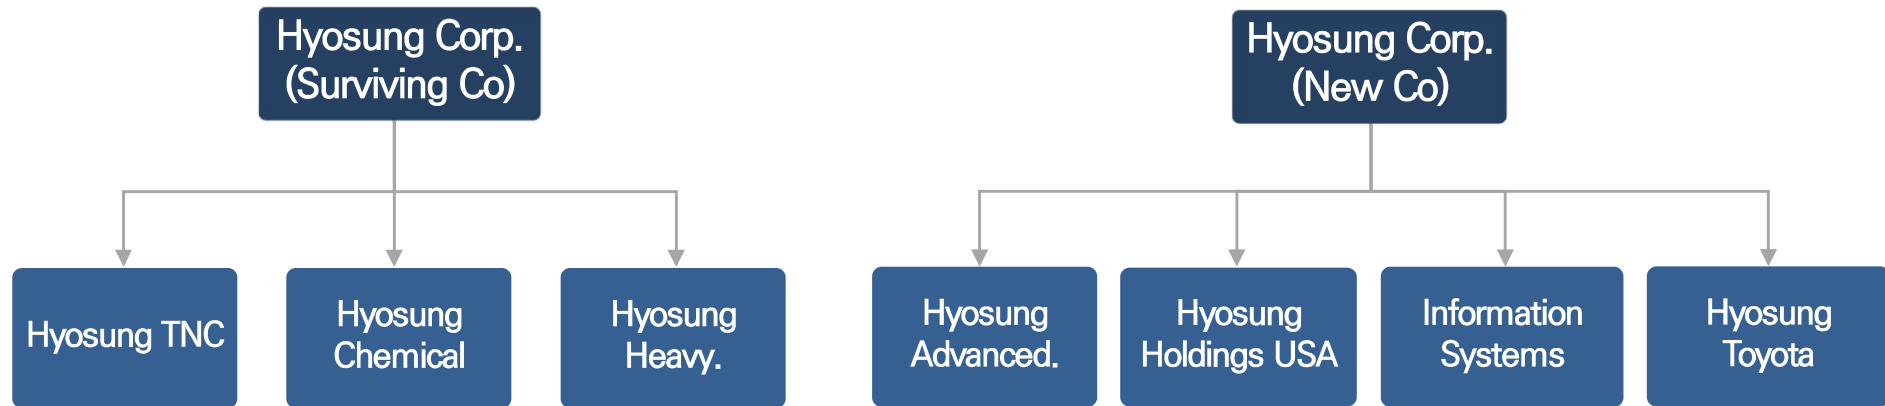 Hyosung Corp.
(Surviving Co)
Hyosung Corp.
(New Co)
Hyosung TNC
Hyosung
Chemical
Hyosung
Heavy.
Hyosung
Advanced.
Hyosung
Holdings USA
Information
Systems
Hyosung
Toyota